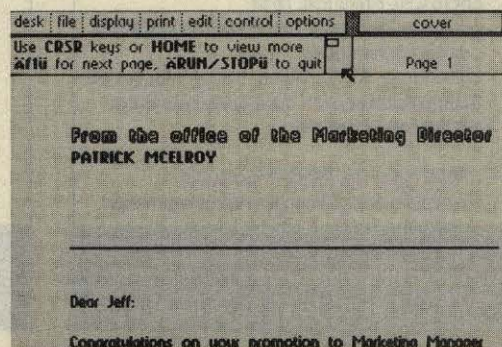 desk file display print edit control options cover
Use CRSR keys or HOME to view more
Äf1ü for next page, ÄRUN/STOPü to quit Page 1
From the office of the Marketing Director
PATRICK MCELROY
Dear Jeff:
Congratulations on your promotion to Marketing Manager